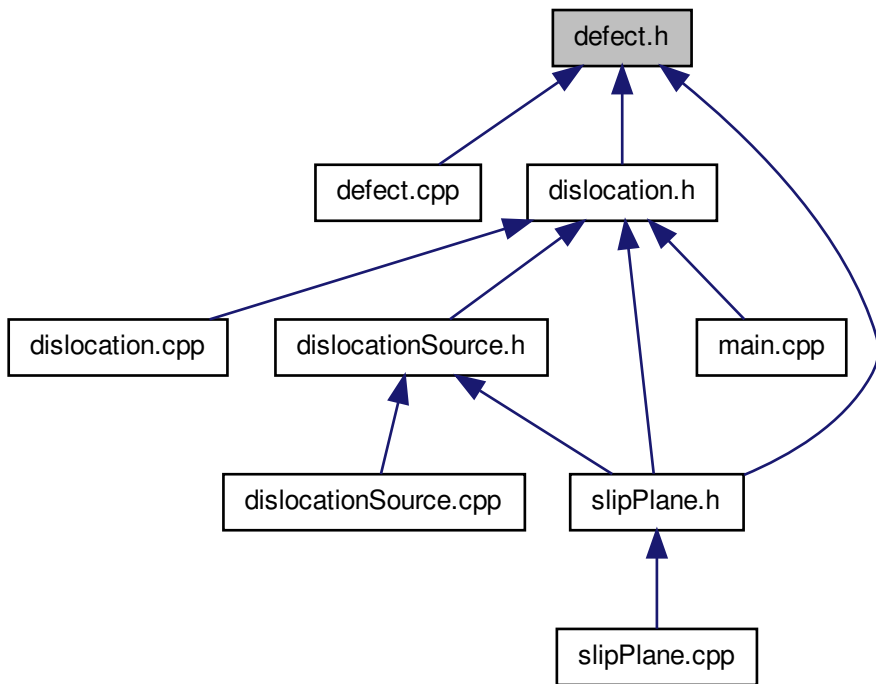 defect.h
defect.cpp
dislocation.h
dislocation.cpp
dislocationSource.h
main.cpp
dislocationSource.cpp
slipPlane.h
slipPlane.cpp